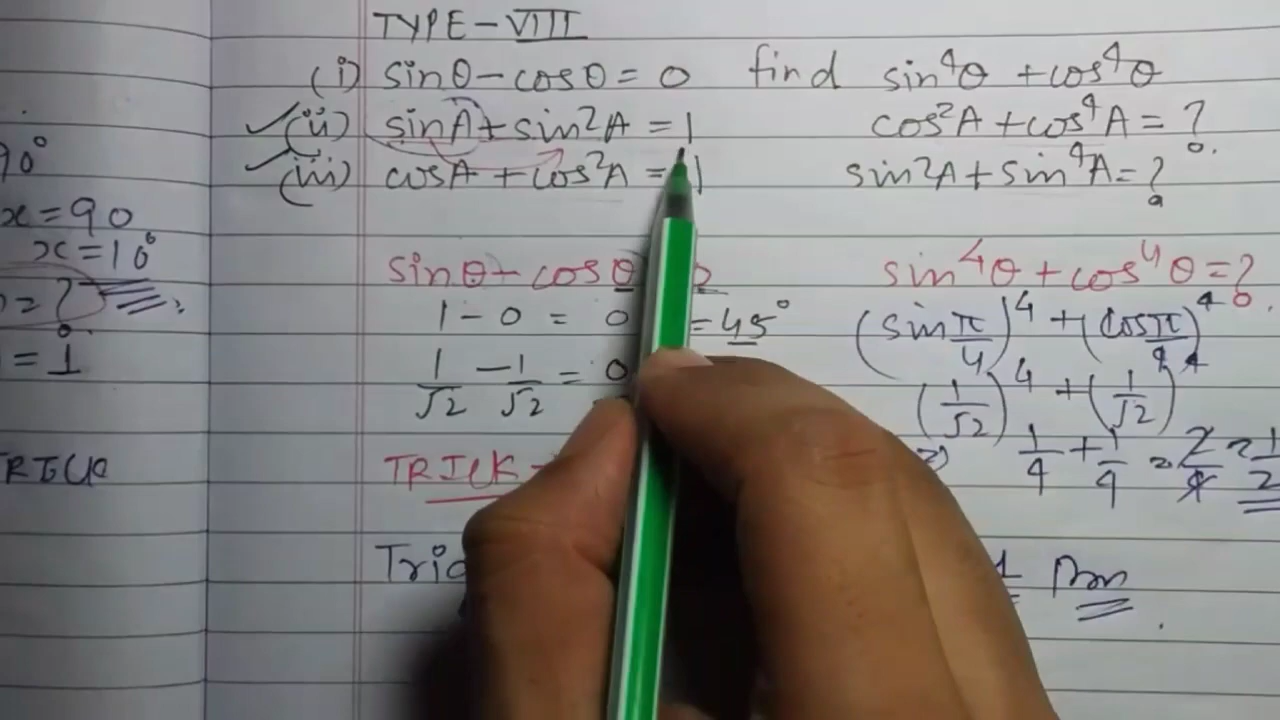 TYPE - VIII
(i) sinθ - cosθ = 0 find sin⁴θ + cos⁴θ
(ii) sinA + sin²A = 1 cos²A + cos⁴A = ?
(iii) cosA + cos²A = 1 sin²A + sin⁴A = ?
90°
x = 90
x = 10°
= ?
= 1
TRICK
sinθ - cosθ sin⁴θ + cos⁴θ = ?
1 - 0 = 0 = 45° (sin π/4)⁴ + (cos π/4)⁴
1/√2 - 1/√2 = 0 (1/√2)⁴ + (1/√2)⁴
1/4 + 1/4 = 2/4 = 1/2
TRICK -
1 Ans